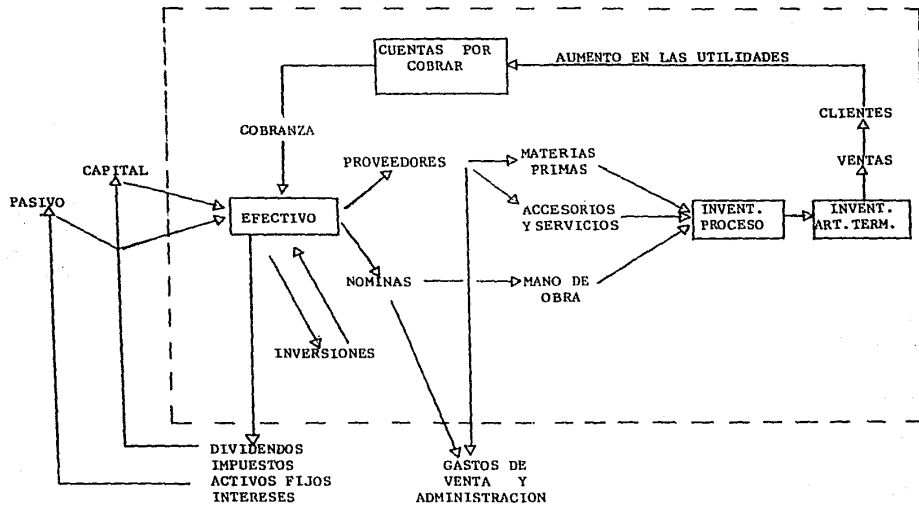 CUENTAS POR
COBRAR
AUMENTO EN LAS UTILIDADES
CLIENTES
COBRANZA
PROVEEDORES
MATERIAS
PRIMAS
VENTAS
CAPITAL
PASIVO
EFECTIVO
ACCESORIOS
Y SERVICIOS
INVENT.
PROCESO
INVENT.
ART.TERM.
NOMINAS
MANO DE
OBRA
INVERSIONES
DIVIDENDOS
IMPUESTOS
ACTIVOS FIJOS
INTERESES
GASTOS DE
VENTA Y
ADMINISTRACION